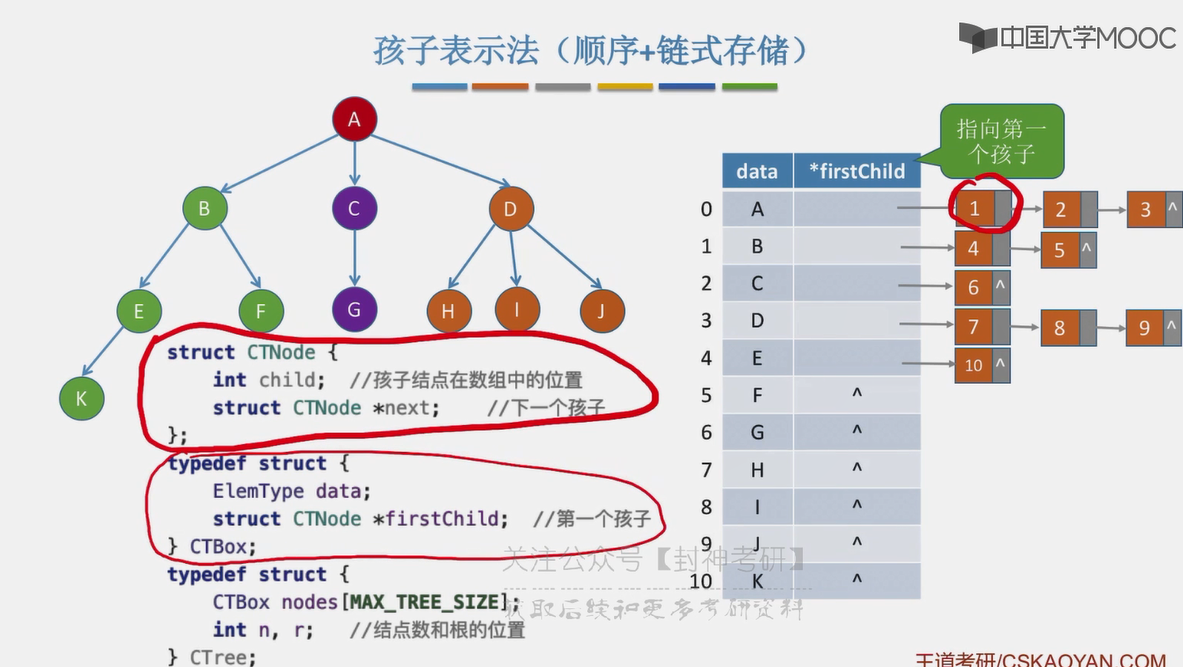 孩子表示法（顺序+链式存储）
中国大学MOOC
A
B
C
D
E
F
G
H
I
J
K
struct CTNode {
int child; //孩子结点在数组中的位置
struct CTNode *next; //下一个孩子
};
typedef struct {
ElemType data;
struct CTNode *firstChild; //第一个孩子
} CTBox;
typedef struct {
CTBox nodes[MAX_TREE_SIZE];
int n, r; //结点数和根的位置
} CTree;
指向第一
个孩子
data *firstChild
0 A 1 2 3 ^
1 B 4 5 ^
2 C 6 ^
3 D 7 8 9 ^
4 E 10 ^
5 F ^
6 G ^
7 H ^
8 I ^
9 J ^
10 K ^
关注公众号【封神考研】
获取后续和更多考研资料
王道考研/CSKAOYAN.COM